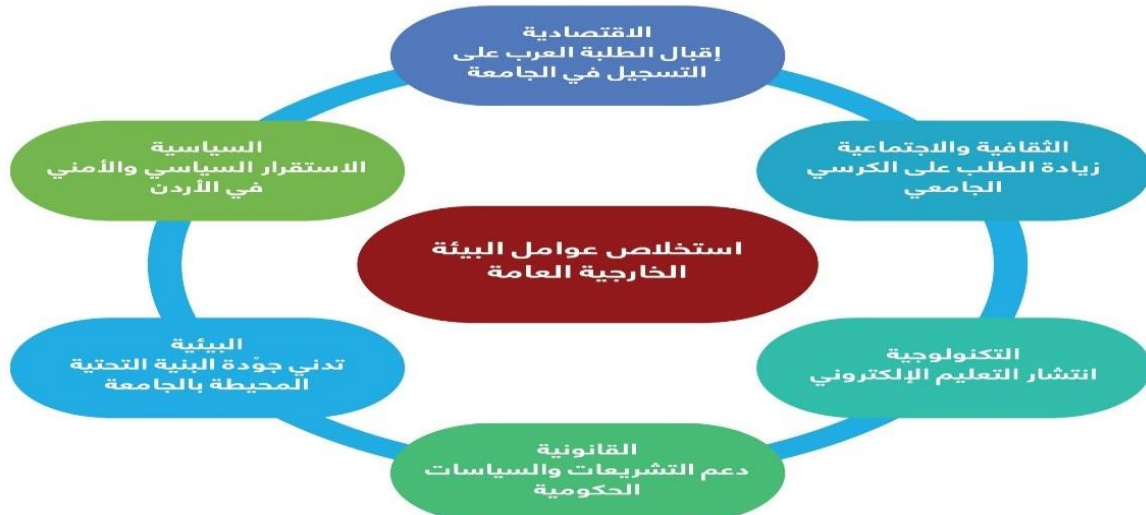 الاقتصادية
إقبال الطلبة العرب على
التسجيل في الجامعة
الثقافية والاجتماعية
زيادة الطلب على الكرسي
الجامعي
السياسية
الاستقرار السياسي والأمني
في الأردن
استخلاص عوامل البيئة
الخارجية العامة
التكنولوجية
انتشار التعليم الإلكتروني
البيئية
تدني جوّدة البنية التحتية
المحيطة بالجامعة
القانونية
دعم التشريعات والسياسات
الحكومية